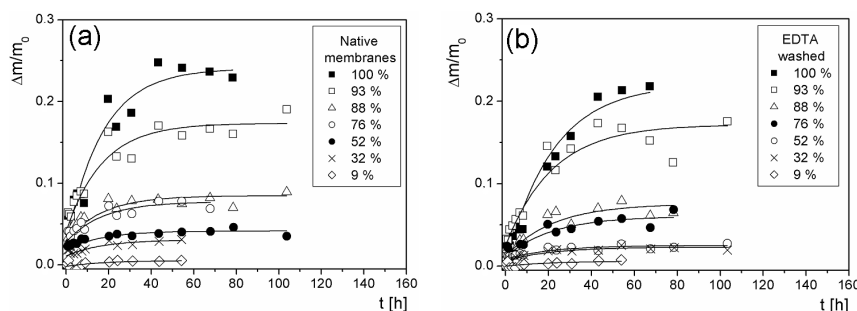 (a)
Δm/m0
0.3
0.2
0.1
0.0
0 20 40 60 80 100 120 140 160
t [h]
Native
membranes
100 %
93 %
88 %
76 %
52 %
32 %
9 %
(b)
Δm/m0
0.3
0.2
0.1
0.0
0 20 40 60 80 100 120 140 160
t [h]
EDTA
washed
100 %
93 %
88 %
76 %
52 %
32 %
9 %